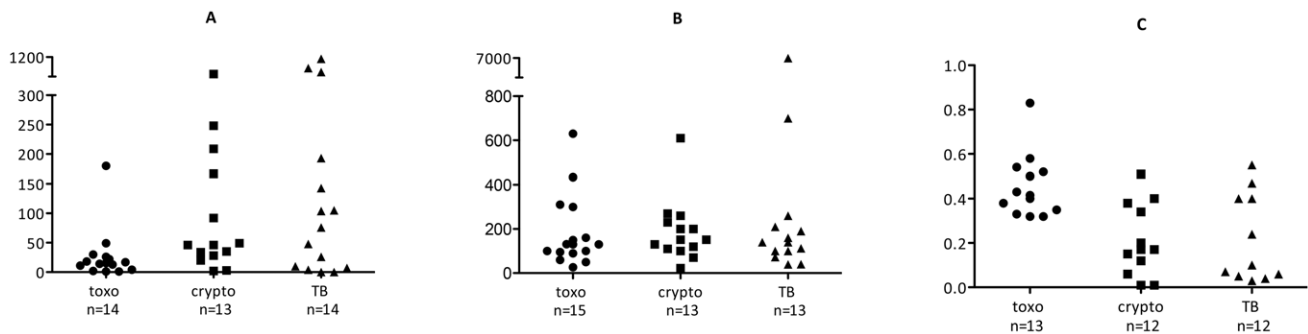 A
1200
300
250
200
150
100
50
0
toxo crypto TB
n=14 n=13 n=14
B
7000
800
600
400
200
0
toxo crypto TB
n=15 n=13 n=13
C
1.0
0.8
0.6
0.4
0.2
0.0
toxo crypto TB
n=13 n=12 n=12